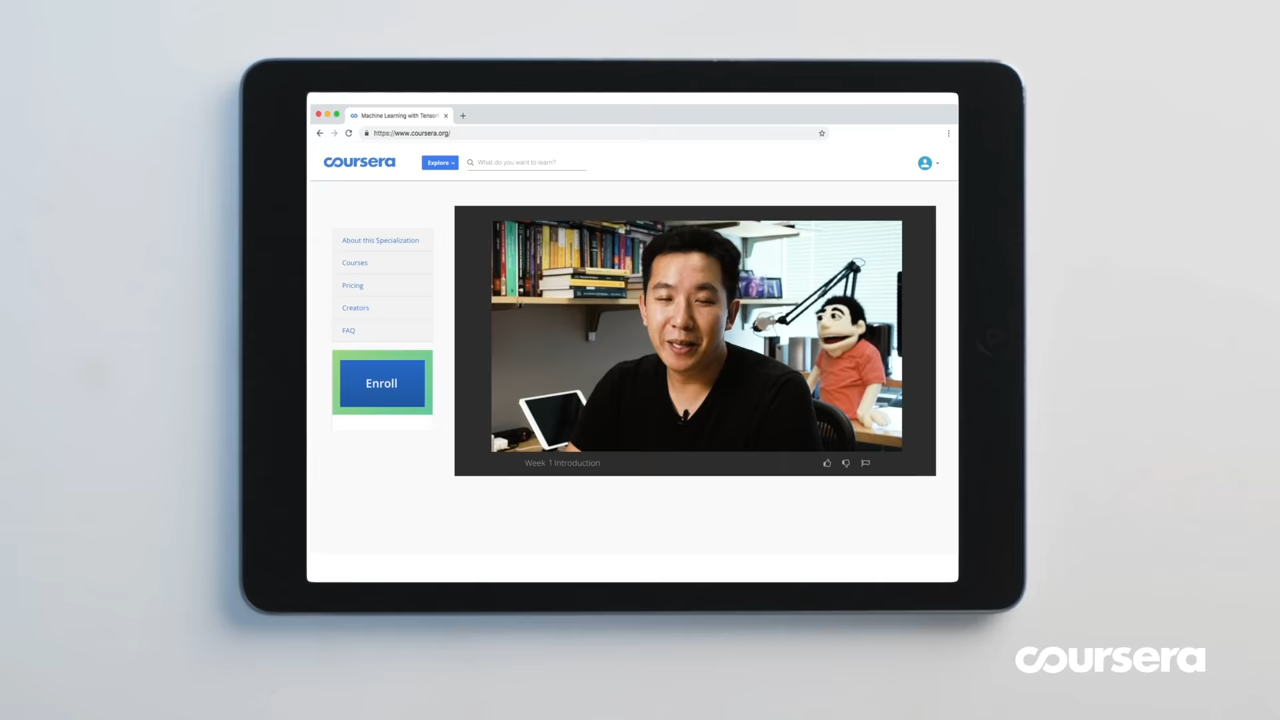 Machine Learning with Tensor
https://www.coursera.org/
coursera
Explore
What do you want to learn?
About this Specialization
Courses
Pricing
Creators
FAQ
Enroll
Week 1 Introduction
coursera